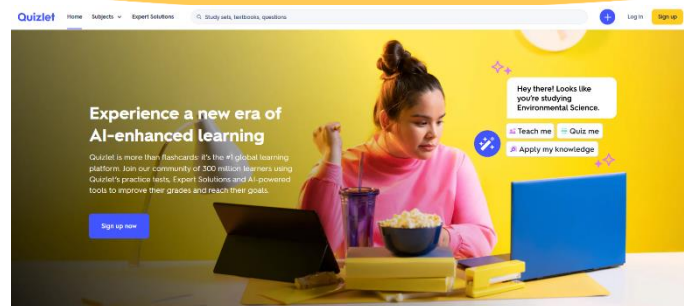 Quizlet
Home Subjects Expert Solutions
Study sets, textbooks, questions
+ Log in Sign up
Experience a new era of
AI-enhanced learning
Quizlet is more than flashcards: it's the #1 global learning
platform. Join our community of 300 million learners using
Quizlet's practice tests, Expert Solutions and AI-powered
tools to improve their grades and reach their goals.
Sign up now
Hey there! Looks like
you're studying
Environmental Science.
Teach me Quiz me
Apply my knowledge